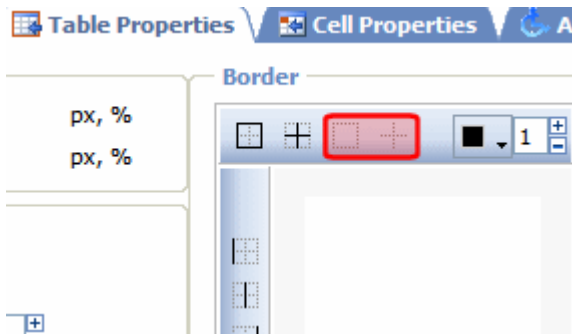 Table Properties
Cell Properties
A
Border
px, %
px, %
1